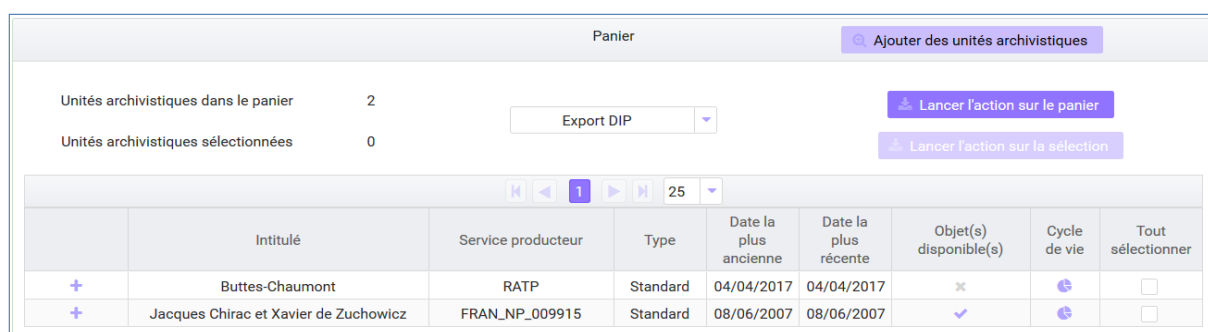 Panier
Ajouter des unités archivistiques
Unités archivistiques dans le panier 2
Export DIP
Lancer l'action sur le panier
Unités archivistiques sélectionnées 0
Lancer l'action sur la sélection
1 25
Intitulé Service producteur Type Date la plus ancienne Date la plus récente Objet(s) disponible(s) Cycle de vie Tout sélectionner
Buttes-Chaumont RATP Standard 04/04/2017 04/04/2017
Jacques Chirac et Xavier de Zuchowicz FRAN_NP_009915 Standard 08/06/2007 08/06/2007